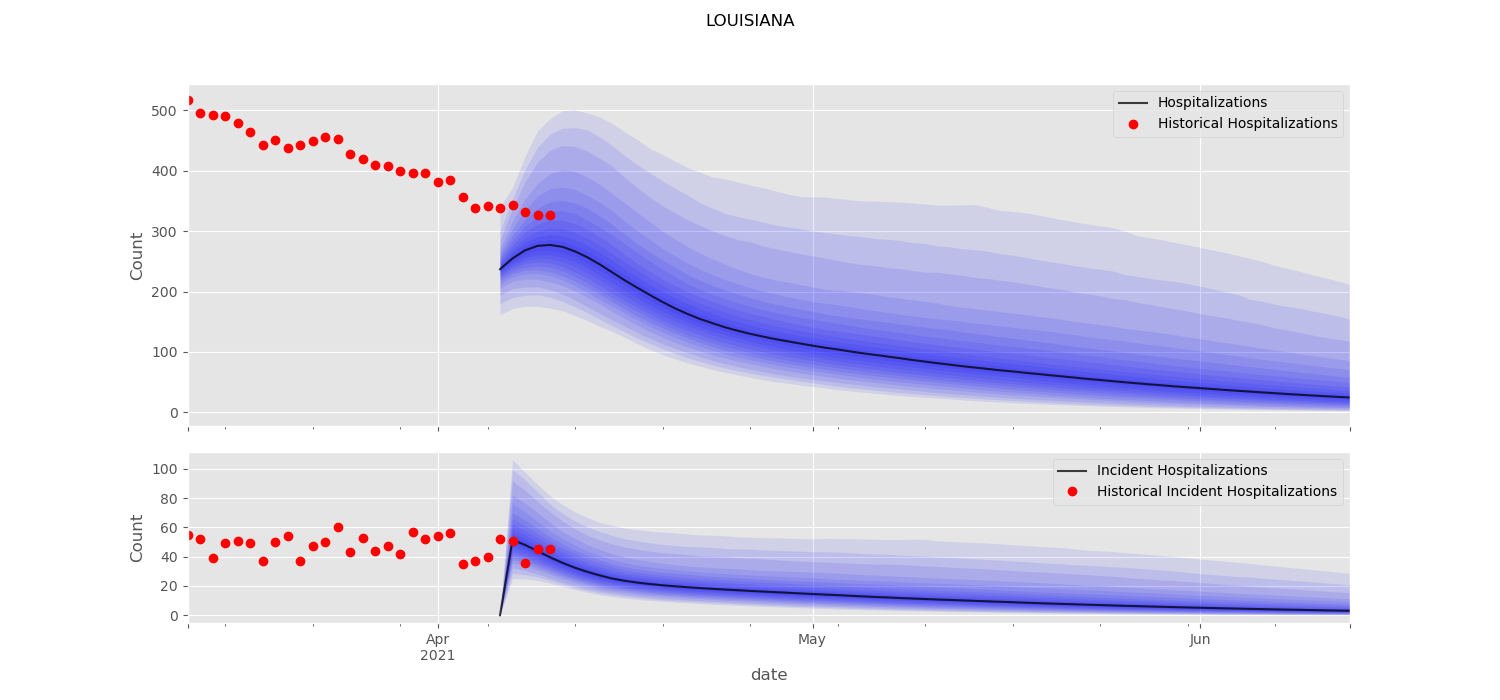 LOUISIANA
Hospitalizations
Historical Hospitalizations
500
400
300
200
100
0
Count
Incident Hospitalizations
Historical Incident Hospitalizations
100
80
60
40
20
0
Count
Apr
2021
May
Jun
date